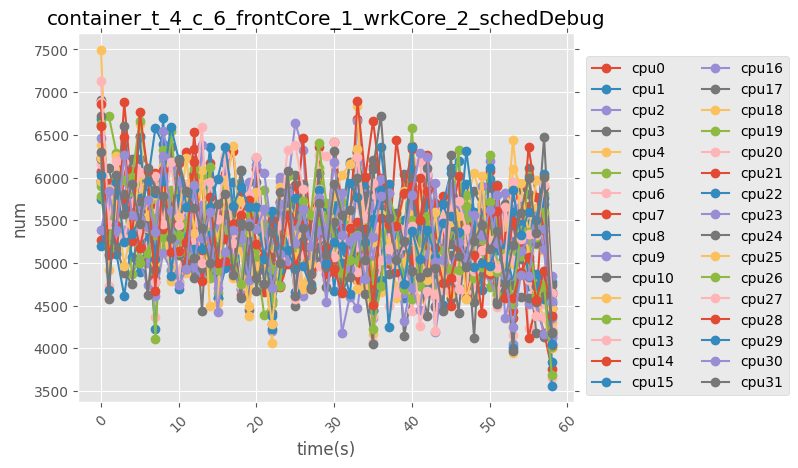 container_t_4_c_6_frontCore_1_wrkCore_2_schedDebug
num
7500
7000
6500
6000
5500
5000
4500
4000
3500
0
10
20
30
40
50
60
time(s)
cpu0
cpu1
cpu2
cpu3
cpu4
cpu5
cpu6
cpu7
cpu8
cpu9
cpu10
cpu11
cpu12
cpu13
cpu14
cpu15
cpu16
cpu17
cpu18
cpu19
cpu20
cpu21
cpu22
cpu23
cpu24
cpu25
cpu26
cpu27
cpu28
cpu29
cpu30
cpu31